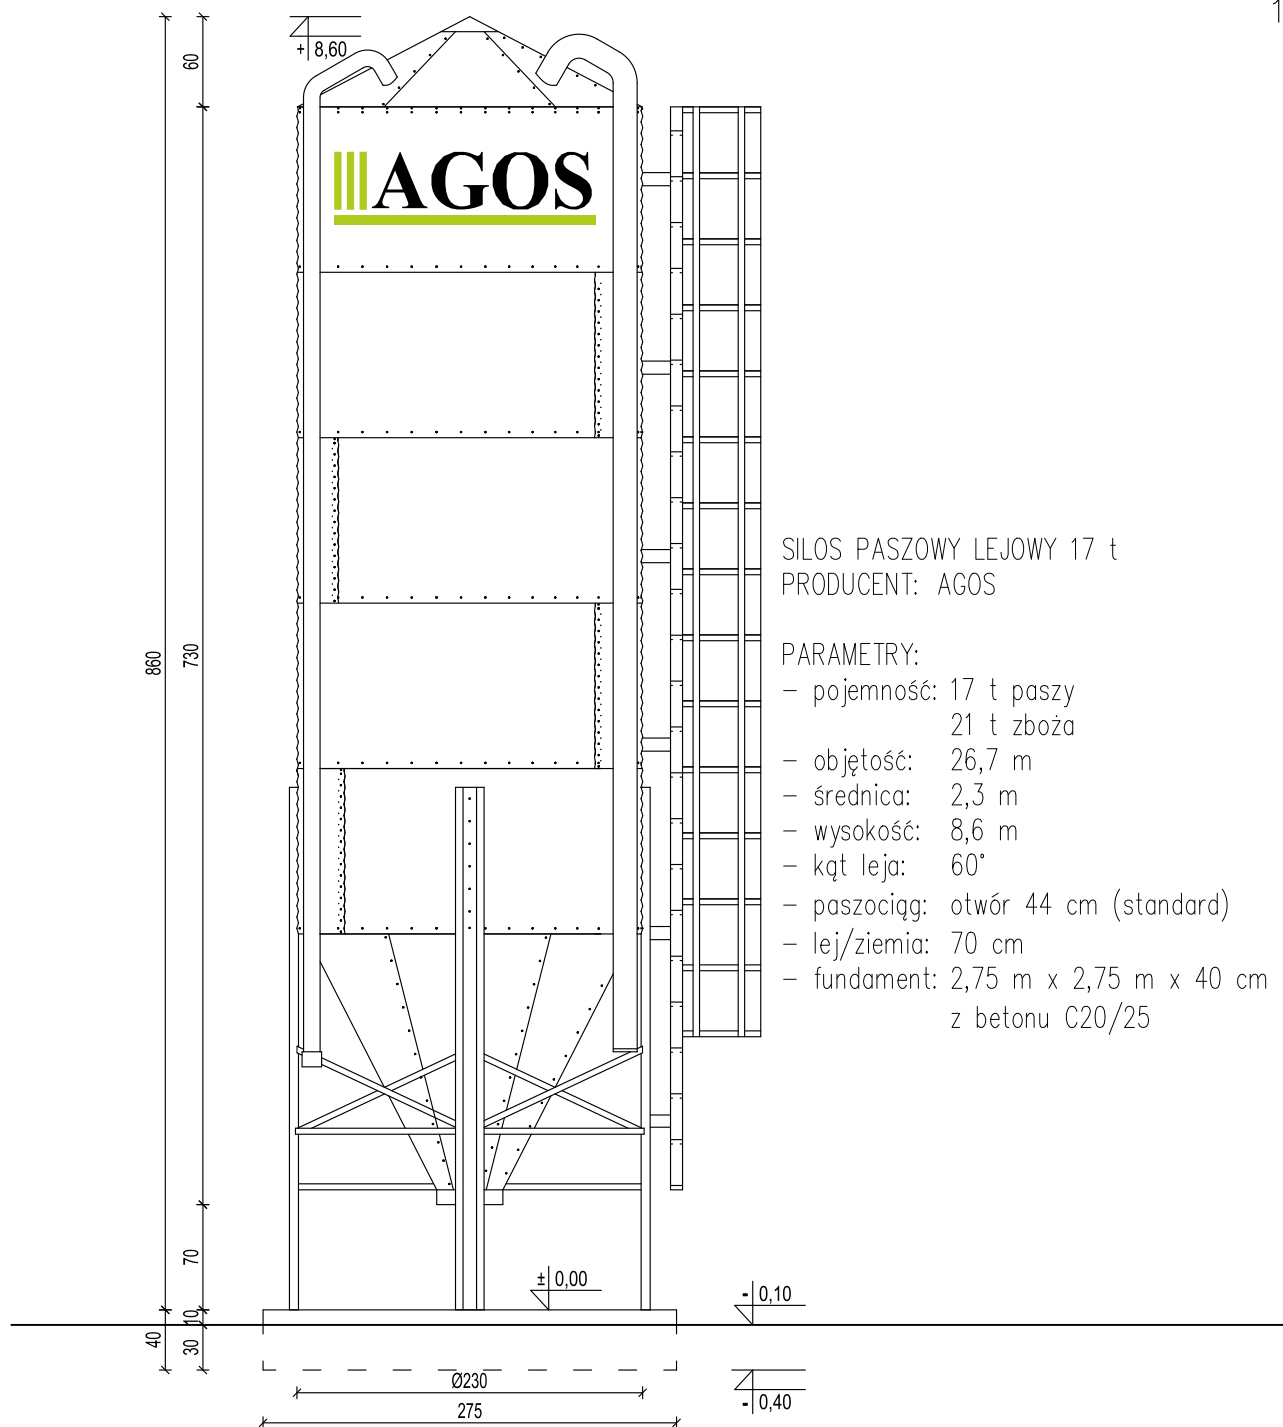 1
+ 8,60
60
AGOS
SILOS PASZOWY LEJOWY 17 t
PRODUCENT: AGOS
860
730
PARAMETRY:
– pojemność: 17 t paszy
21 t zboża
– objętość: 26,7 m
– średnica: 2,3 m
– wysokość: 8,6 m
– kąt leja: 60°
– paszociąg: otwór 44 cm (standard)
– lej/ziemia: 70 cm
– fundament: 2,75 m x 2,75 m x 40 cm
z betonu C20/25
70
± 0,00
- 0,10
10
40
30
Ø230
- 0,40
275